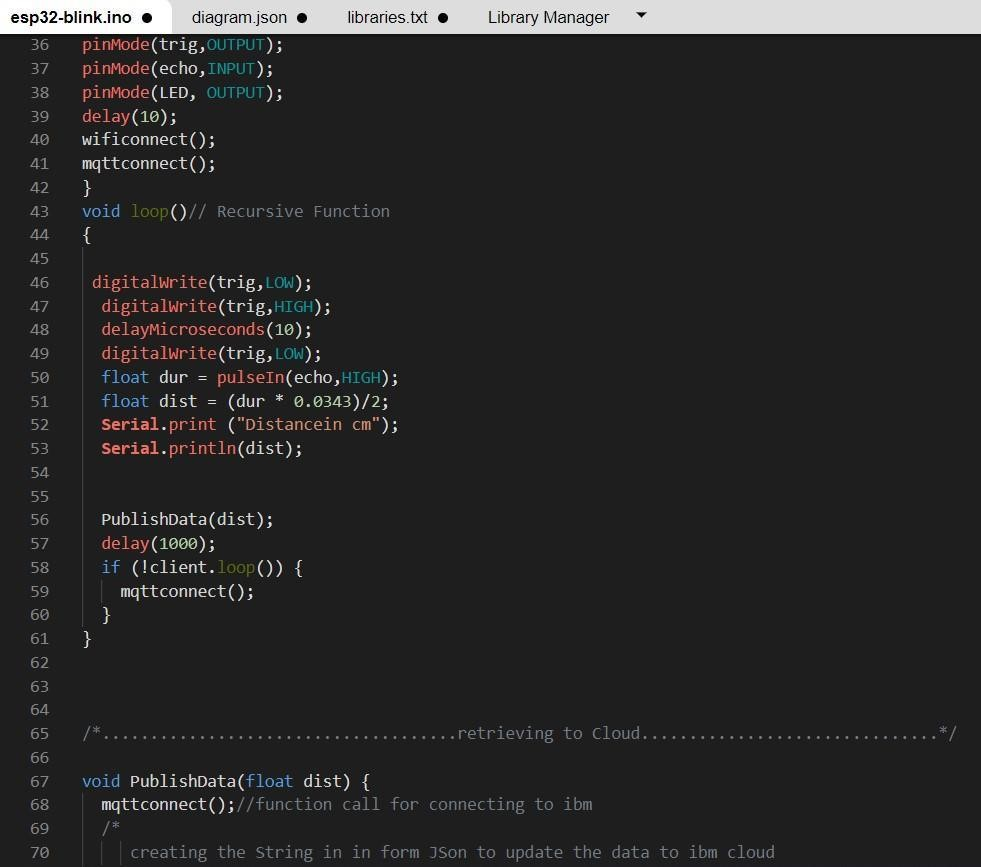 esp32-blink.ino ● diagram.json ● libraries.txt ● Library Manager ▼
36 pinMode(trig,OUTPUT);
37 pinMode(echo,INPUT);
38 pinMode(LED, OUTPUT);
39 delay(10);
40 wificonnect();
41 mqttconnect();
42 }
43 void loop()// Recursive Function
44 {
45
46 digitalWrite(trig,LOW);
47 digitalWrite(trig,HIGH);
48 delayMicroseconds(10);
49 digitalWrite(trig,LOW);
50 float dur = pulseIn(echo,HIGH);
51 float dist = (dur * 0.0343)/2;
52 Serial.print ("Distancein cm");
53 Serial.println(dist);
54
55
56 PublishData(dist);
57 delay(1000);
58 if (!client.loop()) {
59 mqttconnect();
60 }
61 }
62
63
64
65 /*.....................................retrieving to Cloud...............................*/
66
67 void PublishData(float dist) {
68 mqttconnect();//function call for connecting to ibm
69 /*
70 creating the String in in form JSon to update the data to ibm cloud